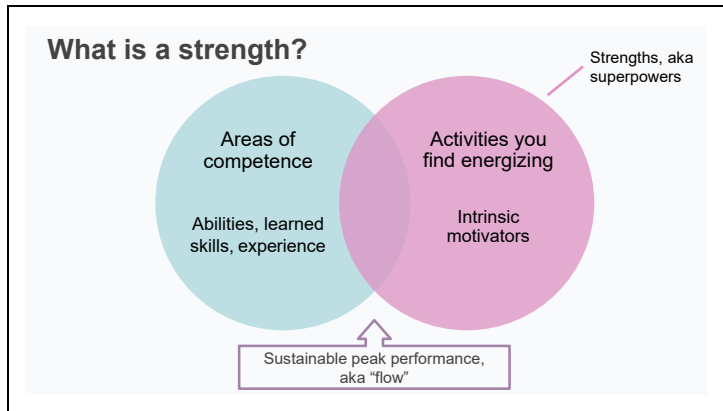 What is a strength?
Strengths, aka
superpowers
Areas of
competence
Activities you
find energizing
Abilities, learned
skills, experience
Intrinsic
motivators
Sustainable peak performance,
aka “flow”